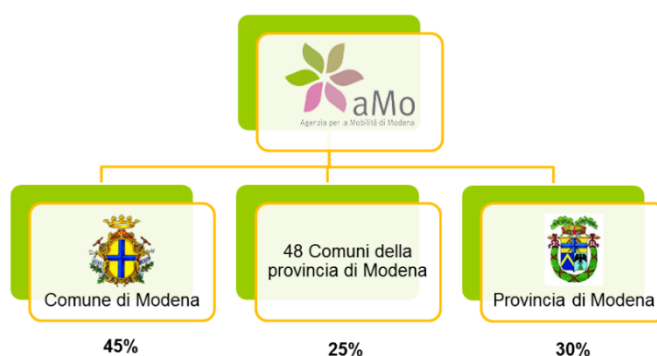 aMo
Agenzia per la Mobilità di Modena
Comune di Modena
48 Comuni della
provincia di Modena
Provincia di Modena
45%
25%
30%